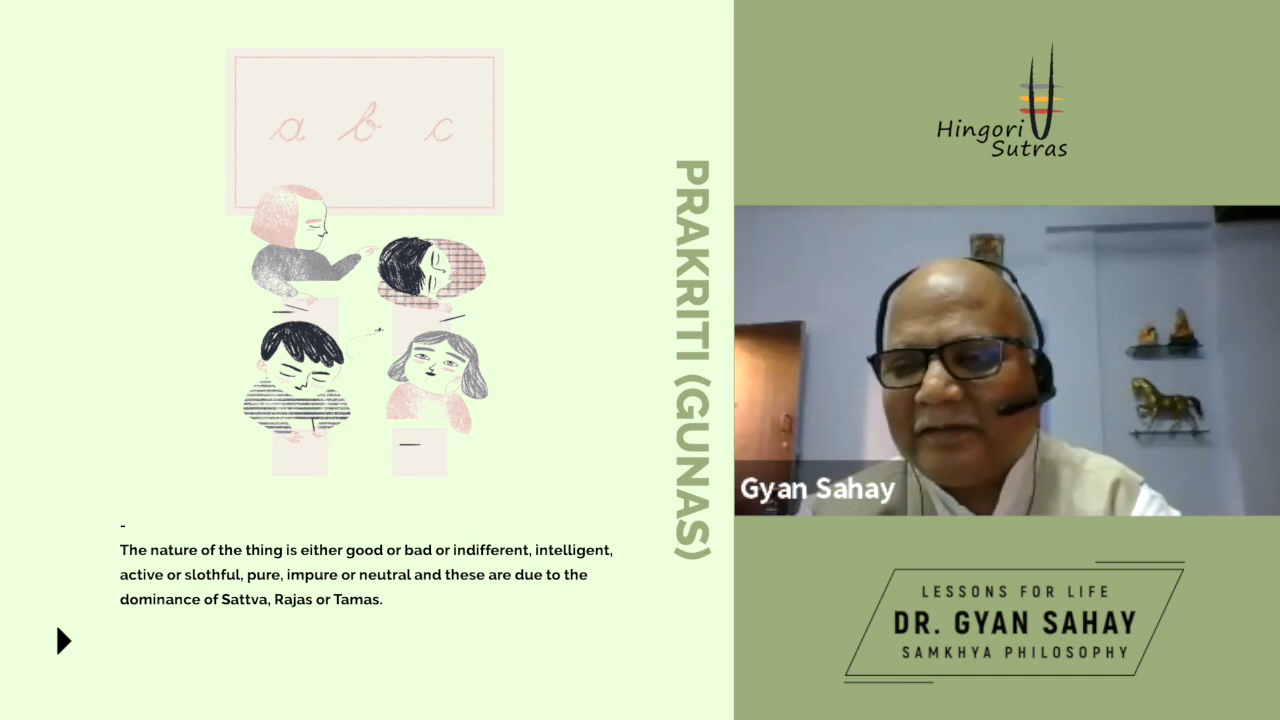 a b c
-
The nature of the thing is either good or bad or indifferent, intelligent,
active or slothful, pure, impure or neutral and these are due to the
dominance of Sattva, Rajas or Tamas.
PRAKRITI (GUNAS)
Hingori
Sutras
Gyan Sahay
LESSONS FOR LIFE
DR. GYAN SAHAY
SAMKHYA PHILOSOPHY